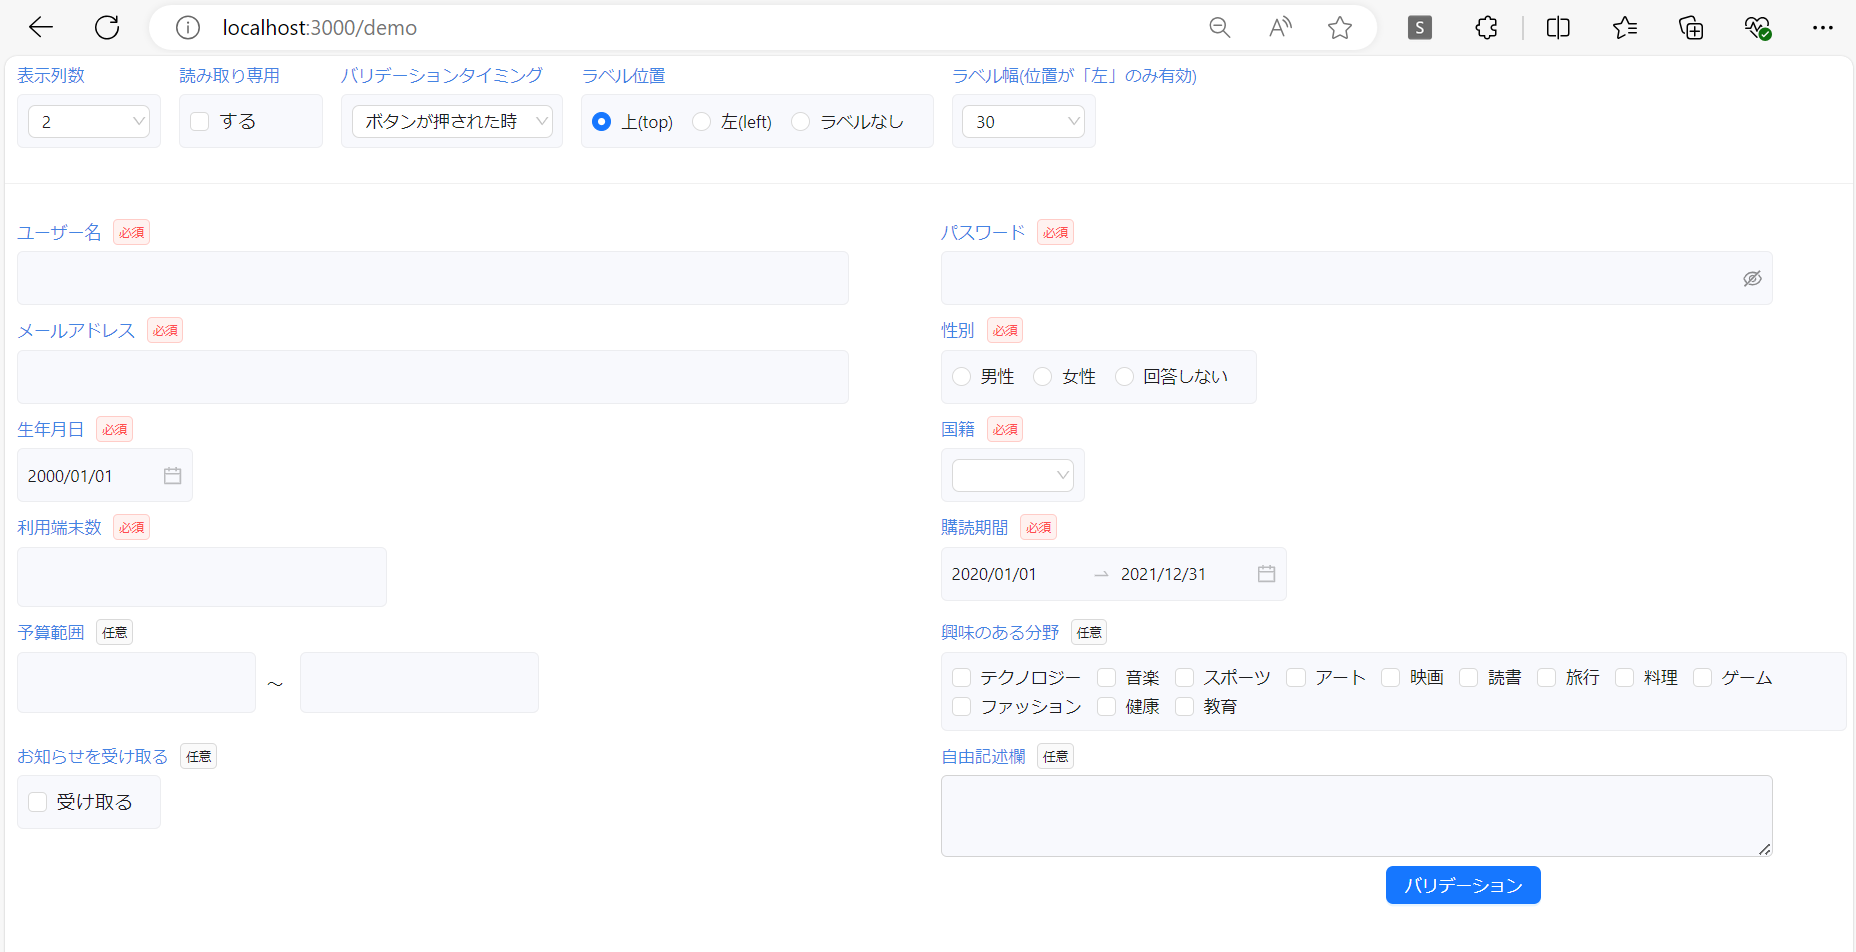 localhost:3000/demo
S
表示列数 読み取り専用 バリデーションタイミング ラベル位置 ラベル幅(位置が「左」のみ有効)
2 する ボタンが押された時 上(top) 左(left) ラベルなし 30
ユーザー名 必須 パスワード 必須
メールアドレス 必須 性別 必須
男性 女性 回答しない
生年月日 必須 国籍 必須
2000/01/01
利用端末数 必須 購読期間 必須
2020/01/01 → 2021/12/31
予算範囲 任意 興味のある分野 任意
～ テクノロジー 音楽 スポーツ アート 映画 読書 旅行 料理 ゲーム
ファッション 健康 教育
お知らせを受け取る 任意 自由記述欄 任意
受け取る
バリデーション